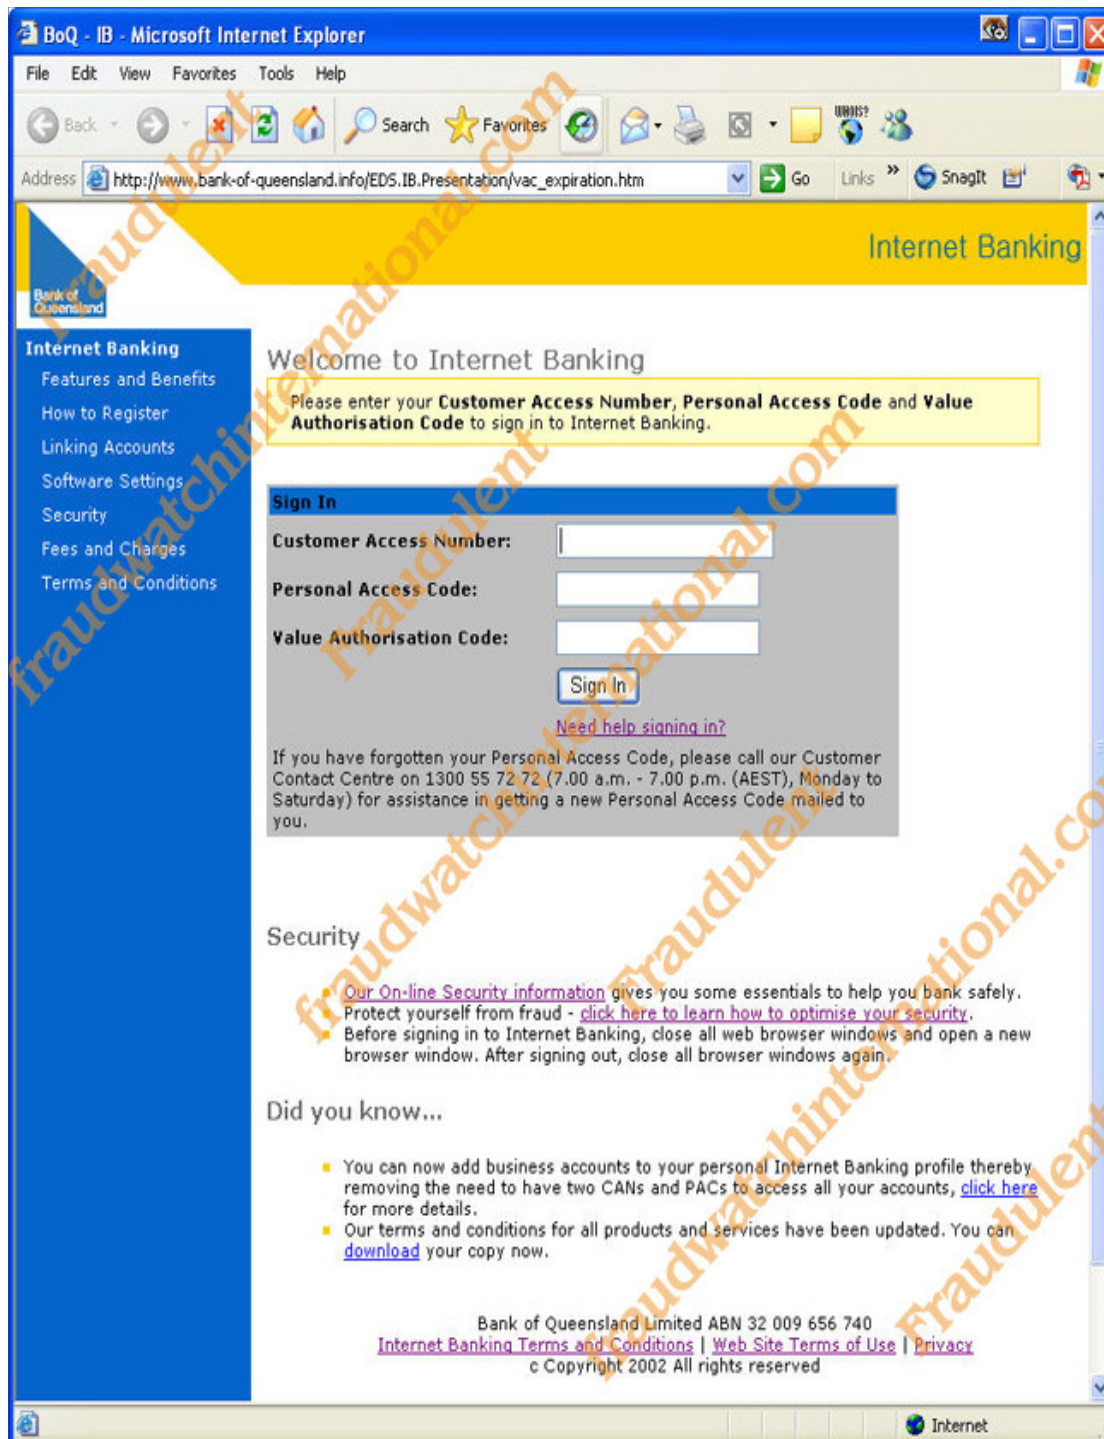 BoQ - IB - Microsoft Internet Explorer
File Edit View Favorites Tools Help
Back Search Favorites WHOIS?
Address http://www.bank-of-queensland.info/EDS.IB.Presentation/vac_expiration.htm Go Links » SnagIt
Internet Banking
Bank of
Queensland
Internet Banking
Features and Benefits
How to Register
Linking Accounts
Software Settings
Security
Fees and Charges
Terms and Conditions
Welcome to Internet Banking
Please enter your Customer Access Number, Personal Access Code and Value
Authorisation Code to sign in to Internet Banking.
Sign In
Customer Access Number:
Personal Access Code:
Value Authorisation Code:
Sign In
Need help signing in?
If you have forgotten your Personal Access Code, please call our Customer
Contact Centre on 1300 55 72 72 (7.00 a.m. - 7.00 p.m. (AEST), Monday to
Saturday) for assistance in getting a new Personal Access Code mailed to
you.
Security
Our On-line Security information gives you some essentials to help you bank safely.
Protect yourself from fraud - click here to learn how to optimise your security.
Before signing in to Internet Banking, close all web browser windows and open a new
browser window. After signing out, close all browser windows again.
Did you know...
You can now add business accounts to your personal Internet Banking profile thereby
removing the need to have two CANs and PACs to access all your accounts, click here
for more details.
Our terms and conditions for all products and services have been updated. You can
download your copy now.
Bank of Queensland Limited ABN 32 009 656 740
Internet Banking Terms and Conditions | Web Site Terms of Use | Privacy
c Copyright 2002 All rights reserved
Internet
Fraudulent
fraudwatchinternational.com
Fraudulent
fraudwatchinternational.com
Fraudulent
fraudwatchinternational.com
Fraudulent